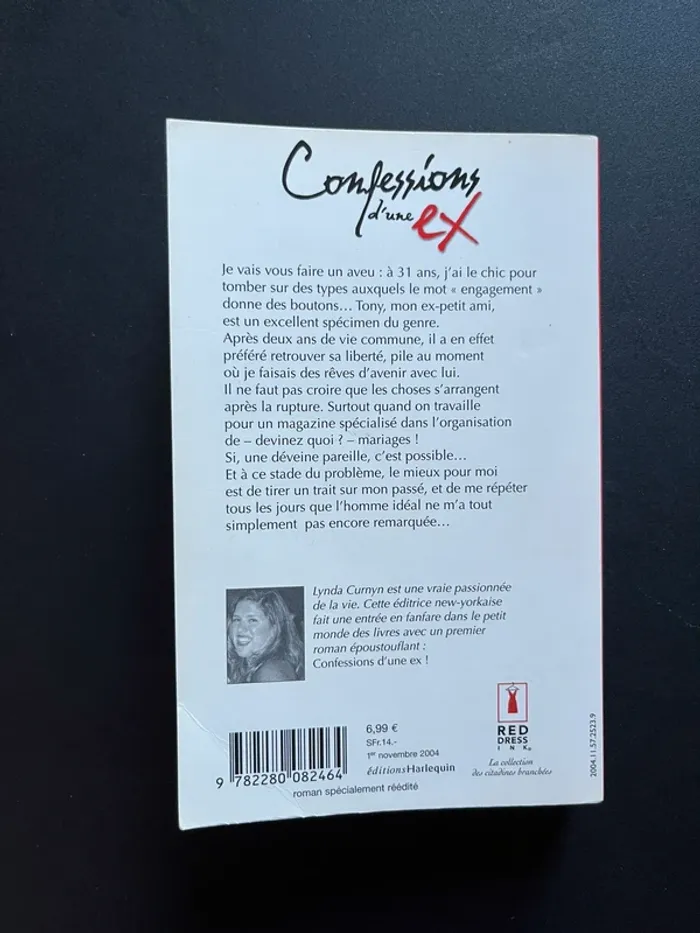 Confessions
d'une ex
Je vais vous faire un aveu : à 31 ans, j'ai le chic pour
tomber sur des types auxquels le mot « engagement »
donne des boutons... Tony, mon ex-petit ami,
est un excellent spécimen du genre.
Après deux ans de vie commune, il a en effet
préféré retrouver sa liberté, pile au moment
où je faisais des rêves d'avenir avec lui.
Il ne faut pas croire que les choses s'arrangent
après la rupture. Surtout quand on travaille
pour un magazine spécialisé dans l'organisation
de – devinez quoi ? – mariages !
Si, une déveine pareille, c'est possible...
Et à ce stade du problème, le mieux pour moi
est de tirer un trait sur mon passé, et de me répéter
tous les jours que l'homme idéal ne m'a tout
simplement pas encore remarquée...
Lynda Curnyn est une vraie passionnée
de la vie. Cette éditrice new-yorkaise
fait une entrée en fanfare dans le petit
monde des livres avec un premier
roman époustouflant :
Confessions d'une ex !
9 782280 082464
6,99 €
SFr.14.-
1er novembre 2004
éditionsHarlequin
roman spécialement réédité
RED
DRESS
INK®
La collection
des citadines branchées
2004.11.57.2523.9